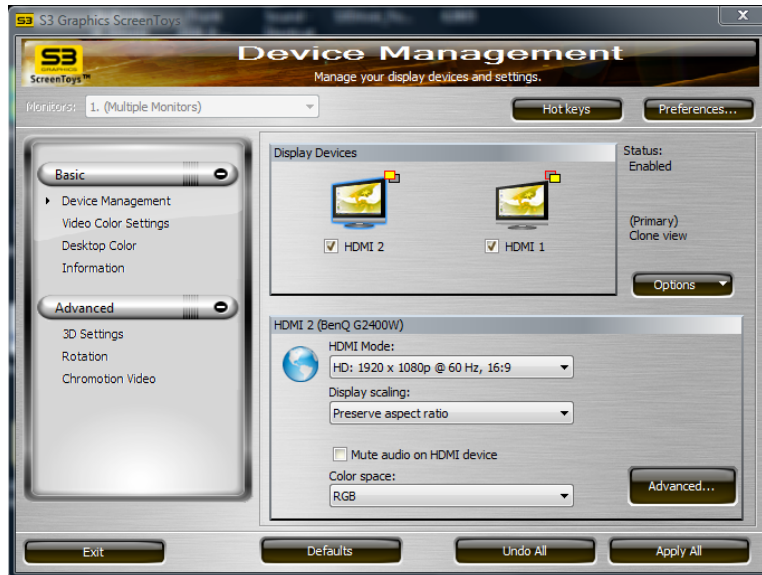 S3 S3 Graphics ScreenToys
X
S3
GRAPHICS
ScreenToys™
Device Management
Manage your display devices and settings.
Monitors:
1. (Multiple Monitors)
Hot keys
Preferences...
Basic
Device Management
Video Color Settings
Desktop Color
Information
Advanced
3D Settings
Rotation
Chromotion Video
Display Devices
HDMI 2
HDMI 1
Status:
Enabled
(Primary)
Clone view
Options
HDMI 2 (BenQ G2400W)
HDMI Mode:
HD: 1920 x 1080p @ 60 Hz, 16:9
Display scaling:
Preserve aspect ratio
Mute audio on HDMI device
Color space:
RGB
Advanced...
Exit
Defaults
Undo All
Apply All